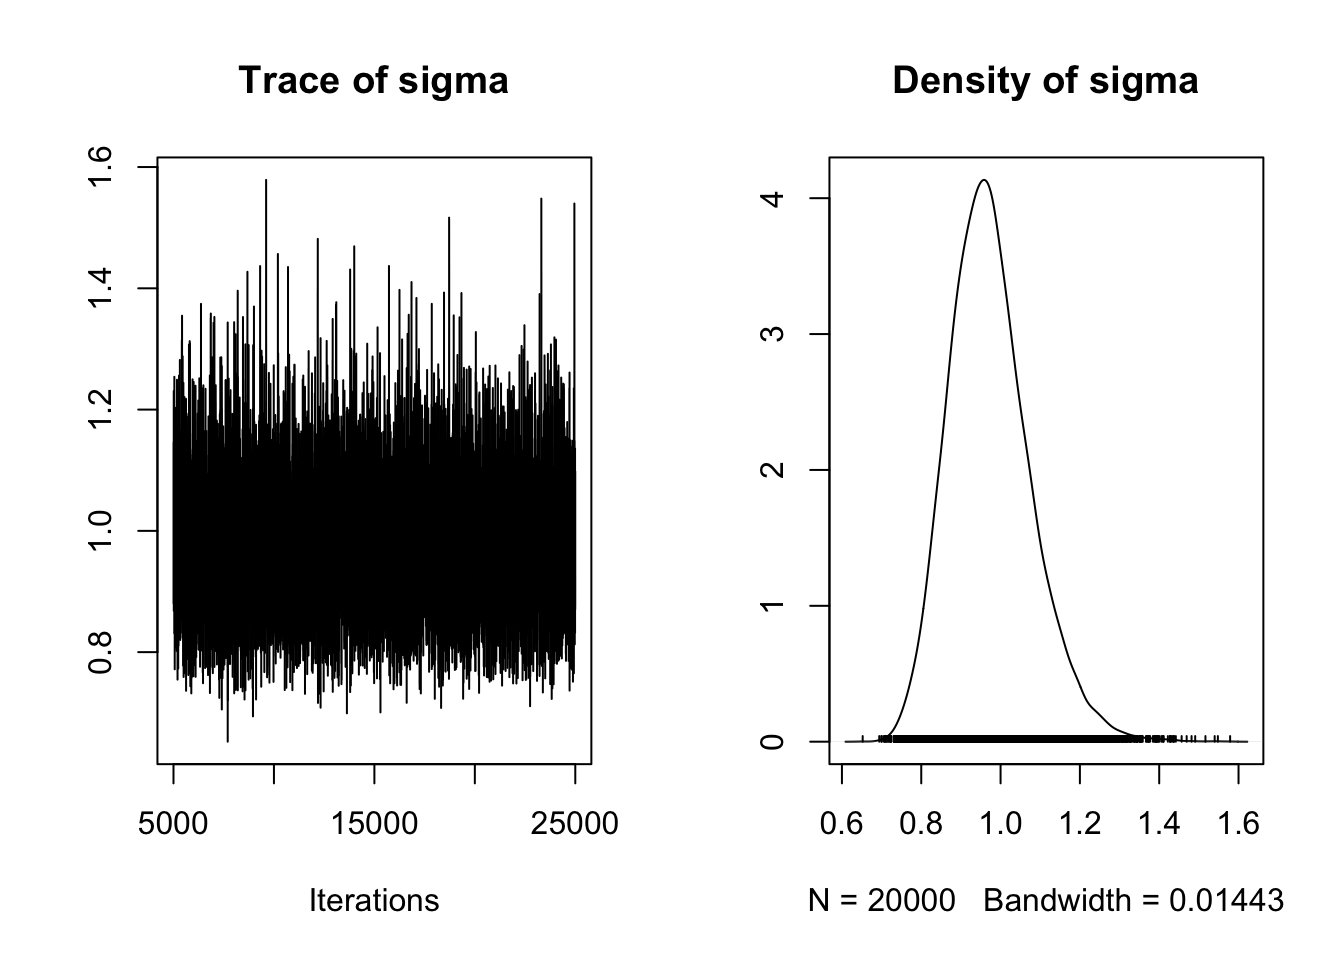 Trace of sigma
1.6
1.4
1.2
1.0
0.8
5000 15000 25000
Iterations
Density of sigma
4
3
2
1
0
0.6 0.8 1.0 1.2 1.4 1.6
N = 20000 Bandwidth = 0.01443